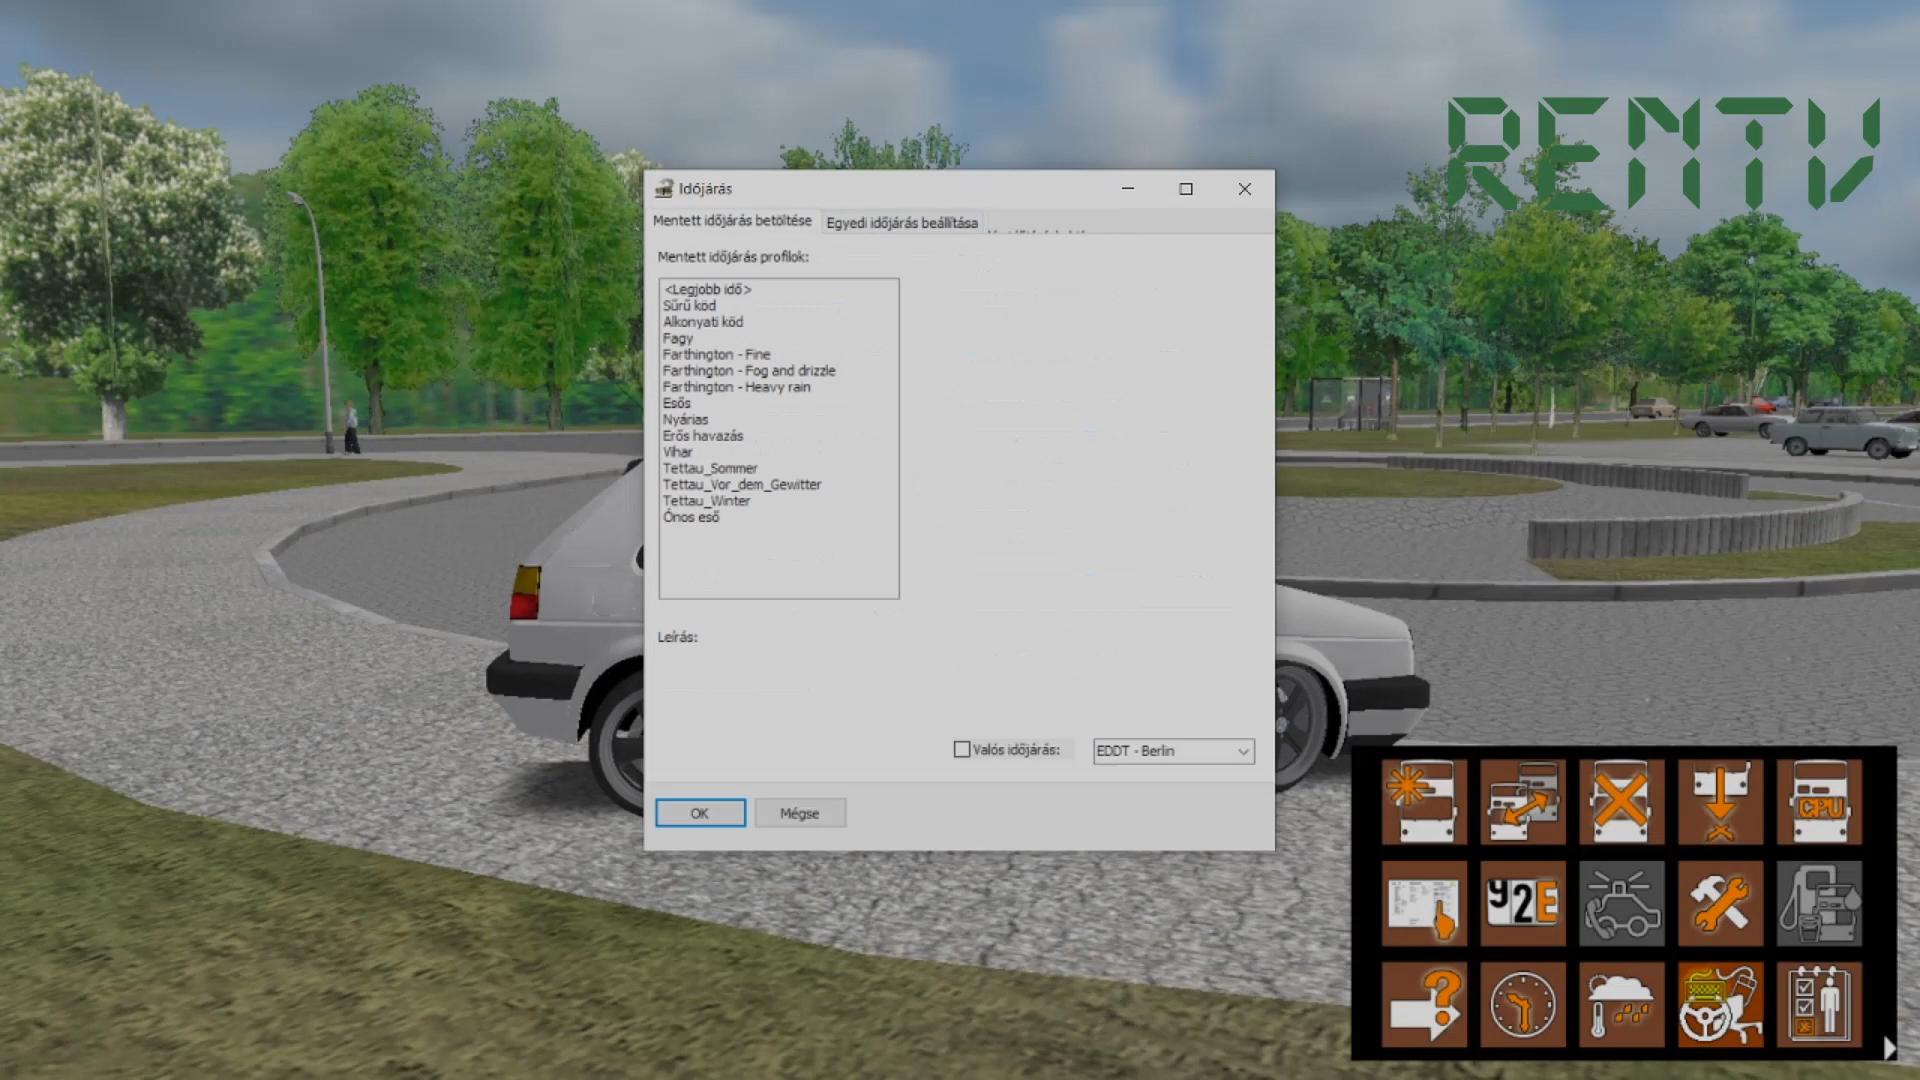 RENTV
Időjárás
Mentett időjárás betöltése
Egyedi időjárás beállítása
Mentett időjárás profilok:
<Legjobb idő>
Sűrű köd
Alkonyati köd
Fagy
Farthington - Fine
Farthington - Fog and drizzle
Farthington - Heavy rain
Esős
Nyárias
Erős havazás
Vihar
Tettau_Sommer
Tettau_Vor_dem_Gewitter
Tettau_Winter
Ónos eső
Leírás:
Valós időjárás:
EDDT - Berlin
OK
Mégse
CPU
92E
?